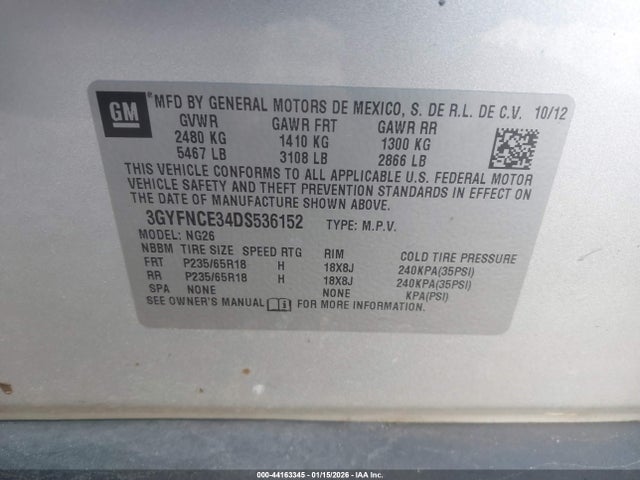 GM
MFD BY GENERAL MOTORS DE MEXICO, S. DE R.L. DE C.V. 10/12
GVWR GAWR FRT GAWR RR
2480 KG 1410 KG 1300 KG
5467 LB 3108 LB 2866 LB
THIS VEHICLE CONFORMS TO ALL APPLICABLE U.S. FEDERAL MOTOR
VEHICLE SAFETY AND THEFT PREVENTION STANDARDS IN EFFECT ON
THE DATE OF MANUFACTURE SHOWN ABOVE.
3GYFNCE34DS536152 TYPE: M.P.V.
MODEL: NG26
NBBM TIRE SIZE SPEED RTG RIM COLD TIRE PRESSURE
FRT P235/65R18 H 18X8J 240KPA(35PSI)
RR P235/65R18 H 18X8J 240KPA(35PSI)
SPA NONE NONE KPA(PSI)
SEE OWNER'S MANUAL FOR MORE INFORMATION.
000-44163345 - 01/15/2026 - IAA Inc.